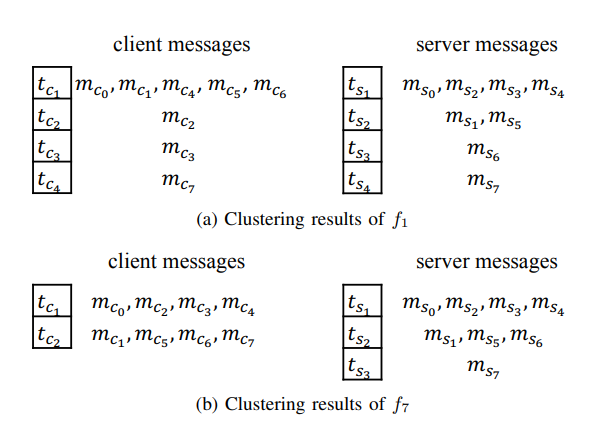 client messages server messages
t_{c_1} m_{c_0}, m_{c_1}, m_{c_4}, m_{c_5}, m_{c_6} t_{s_1} m_{s_0}, m_{s_2}, m_{s_3}, m_{s_4}
t_{c_2} m_{c_2} t_{s_2} m_{s_1}, m_{s_5}
t_{c_3} m_{c_3} t_{s_3} m_{s_6}
t_{c_4} m_{c_7} t_{s_4} m_{s_7}
(a) Clustering results of f_1
client messages server messages
t_{c_1} m_{c_0}, m_{c_2}, m_{c_3}, m_{c_4} t_{s_1} m_{s_0}, m_{s_2}, m_{s_3}, m_{s_4}
t_{c_2} m_{c_1}, m_{c_5}, m_{c_6}, m_{c_7} t_{s_2} m_{s_1}, m_{s_5}, m_{s_6}
t_{s_3} m_{s_7}
(b) Clustering results of f_7